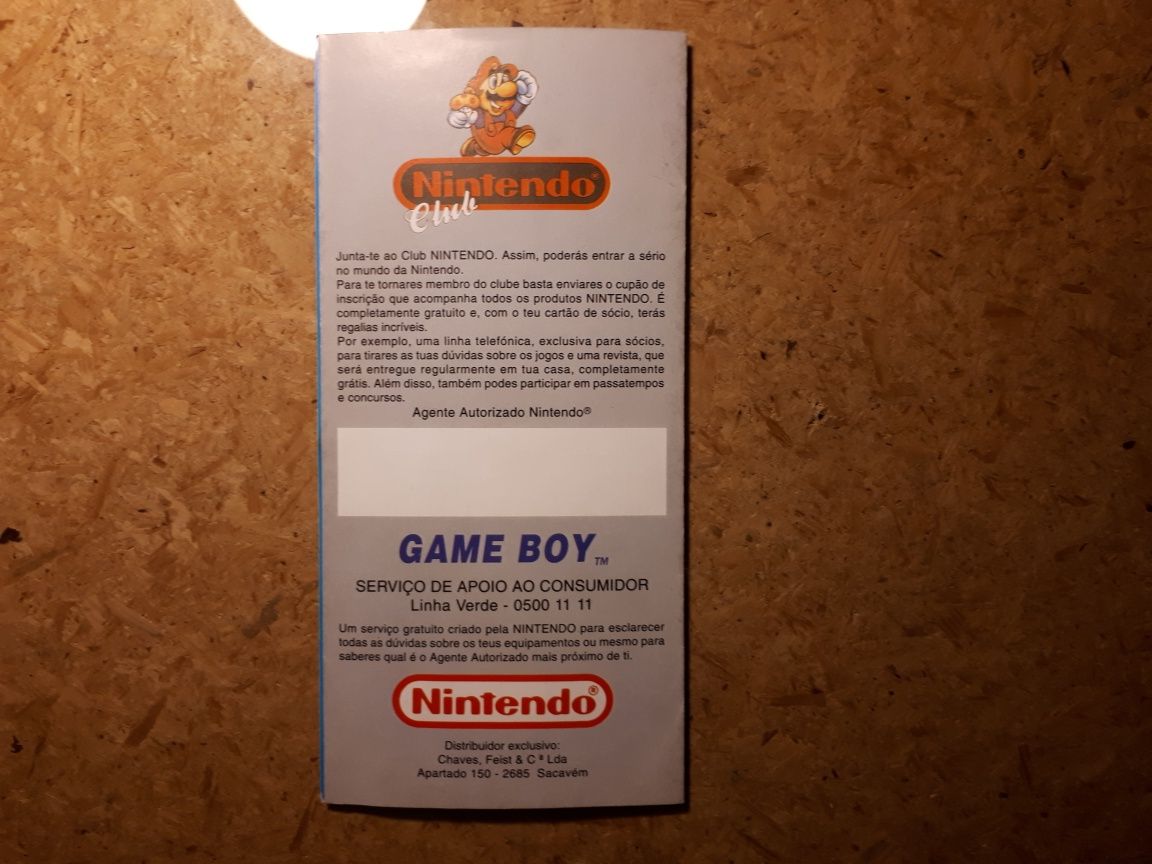 Nintendo®
Club
Junta-te ao Club NINTENDO. Assim, poderás entrar a sério
no mundo da Nintendo.
Para te tornares membro do clube basta enviares o cupão de
inscrição que acompanha todos os produtos NINTENDO. É
completamente gratuito e, com o teu cartão de sócio, terás
regalias incríveis.
Por exemplo, uma linha telefónica, exclusiva para sócios,
para tirares as tuas dúvidas sobre os jogos e uma revista, que
será entregue regularmente em tua casa, completamente
grátis. Além disso, também podes participar em passatempos
e concursos.
Agente Autorizado Nintendo®
GAME BOY TM
SERVIÇO DE APOIO AO CONSUMIDOR
Linha Verde - 0500 11 11
Um serviço gratuito criado pela NINTENDO para esclarecer
todas as dúvidas sobre os teus equipamentos ou mesmo para
saberes qual é o Agente Autorizado mais próximo de ti.
Nintendo®
Distribuidor exclusivo:
Chaves, Feist & C ª Lda
Apartado 150 - 2685 Sacavém